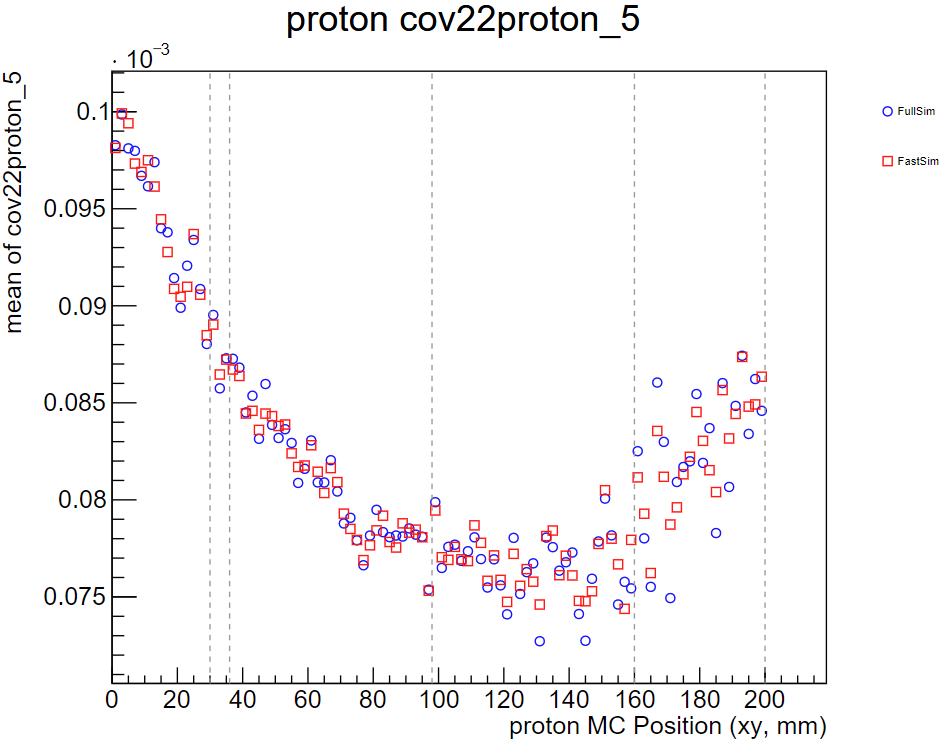 proton cov22proton_5
· 10⁻³
mean of cov22proton_5
0.1
0.095
0.09
0.085
0.08
0.075
0 20 40 60 80 100 120 140 160 180 200
proton MC Position (xy, mm)
FullSim
FastSim